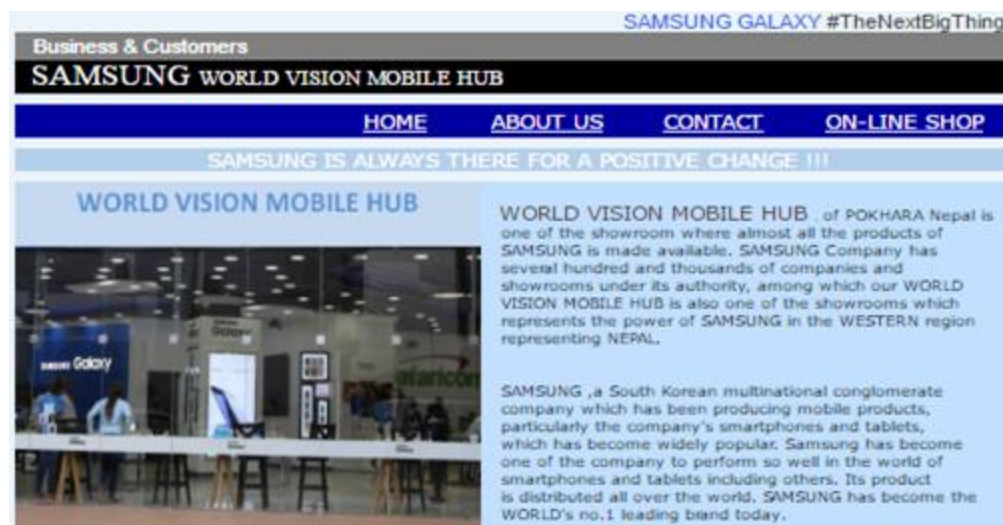 SAMSUNG GALAXY #TheNextBigThing
Business & Customers
SAMSUNG WORLD VISION MOBILE HUB
HOME ABOUT US CONTACT ON-LINE SHOP
SAMSUNG IS ALWAYS THERE FOR A POSITIVE CHANGE !!!
WORLD VISION MOBILE HUB
SAMSUNG Galaxy
Galaxy
WORLD VISION MOBILE HUB . of POKHARA Nepal is
one of the showroom where almost all the products of
SAMSUNG is made available. SAMSUNG Company has
several hundred and thousands of companies and
showrooms under its authority, among which our WORLD
VISION MOBILE HUB is also one of the showrooms which
represents the power of SAMSUNG in the WESTERN region
representing NEPAL.
SAMSUNG ,a South Korean multinational conglomerate
company which has been producing mobile products,
particularly the company's smartphones and tablets,
which has become widely popular. Samsung has become
one of the company to perform so well in the world of
smartphones and tablets including others. Its product
is distributed all over the world. SAMSUNG has become the
WORLD's no.1 leading brand today.